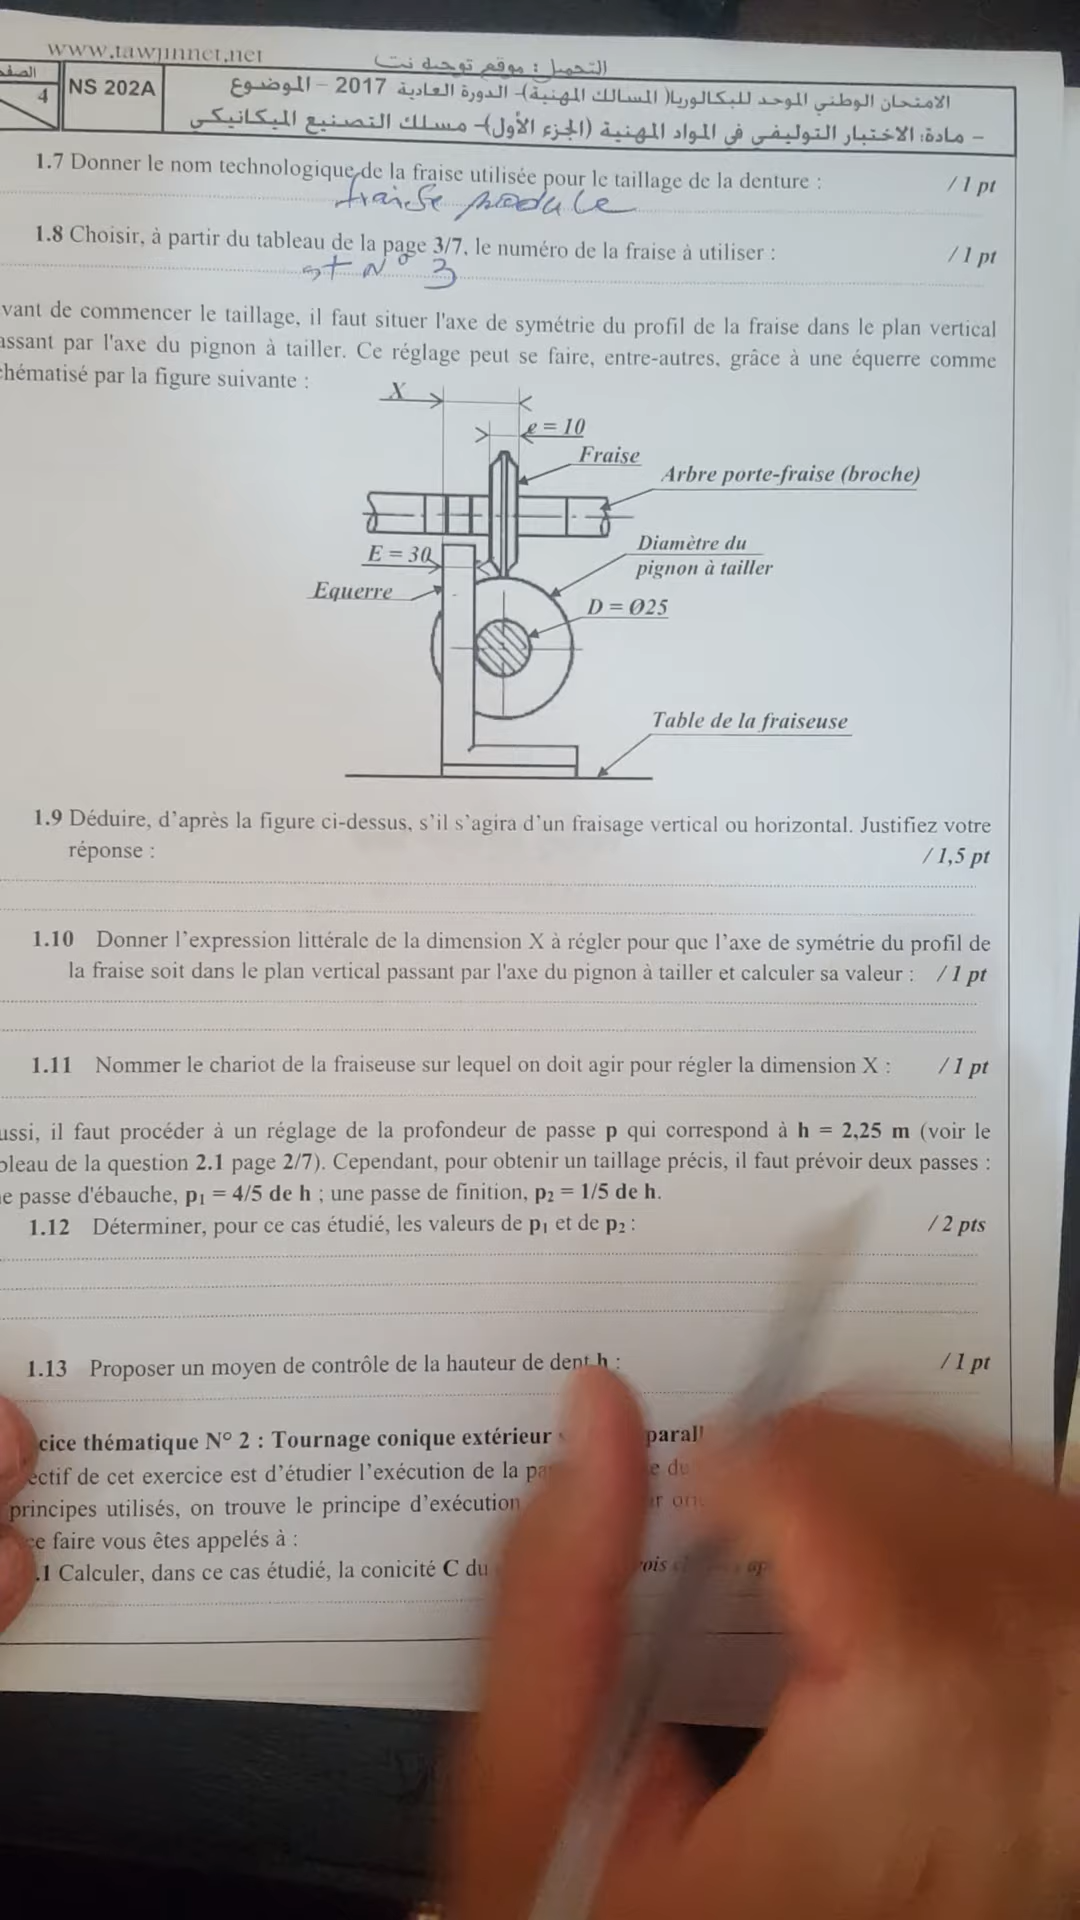 www.tawjihnet.net
التحميل : موقع توجيه نت
4
NS 202A
الامتحان الوطني الموحد للبكالوريا (المسالك المهنية)- الدورة العادية 2017 - الموضوع
- مادة: الاختبار التوليفي في المواد المهنية (الجزء الأول)- مسلك التصنيع الميكانيكي
1.7 Donner le nom technologique de la fraise utilisée pour le taillage de la denture : / 1 pt
fraise module
1.8 Choisir, à partir du tableau de la page 3/7, le numéro de la fraise à utiliser : / 1 pt
N° 3
vant de commencer le taillage, il faut situer l'axe de symétrie du profil de la fraise dans le plan vertical
assant par l'axe du pignon à tailler. Ce réglage peut se faire, entre-autres, grâce à une équerre comme
chématisé par la figure suivante :
X
e = 10
Fraise
Arbre porte-fraise (broche)
E = 30
Diamètre du
pignon à tailler
Equerre
D = Ø25
Table de la fraiseuse
1.9 Déduire, d'après la figure ci-dessus, s'il s'agira d'un fraisage vertical ou horizontal. Justifiez votre
réponse : / 1,5 pt
1.10 Donner l'expression littérale de la dimension X à régler pour que l'axe de symétrie du profil de
la fraise soit dans le plan vertical passant par l'axe du pignon à tailler et calculer sa valeur : / 1 pt
1.11 Nommer le chariot de la fraiseuse sur lequel on doit agir pour régler la dimension X : / 1 pt
ussi, il faut procéder à un réglage de la profondeur de passe p qui correspond à h = 2,25 m (voir le
bleau de la question 2.1 page 2/7). Cependant, pour obtenir un taillage précis, il faut prévoir deux passes :
e passe d'ébauche, p₁ = 4/5 de h ; une passe de finition, p₂ = 1/5 de h.
1.12 Déterminer, pour ce cas étudié, les valeurs de p₁ et de p₂ : / 2 pts
1.13 Proposer un moyen de contrôle de la hauteur de dent h : / 1 pt
cice thématique N° 2 : Tournage conique extérieur paral
ectif de cet exercice est d'étudier l'exécution de la pa e de
principes utilisés, on trouve le principe d'exécution
ce faire vous êtes appelés à :
.1 Calculer, dans ce cas étudié, la conicité C du